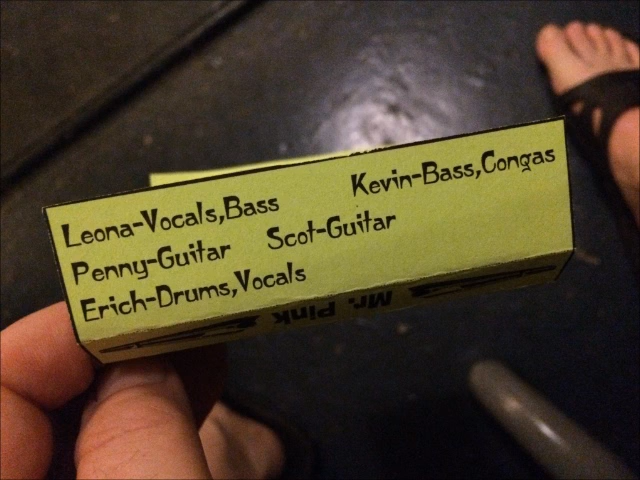 Leona-Vocals,Bass
Kevin-Bass,Congas
Penny-Guitar
Scot-Guitar
Erich-Drums,Vocals
Mr. Pink